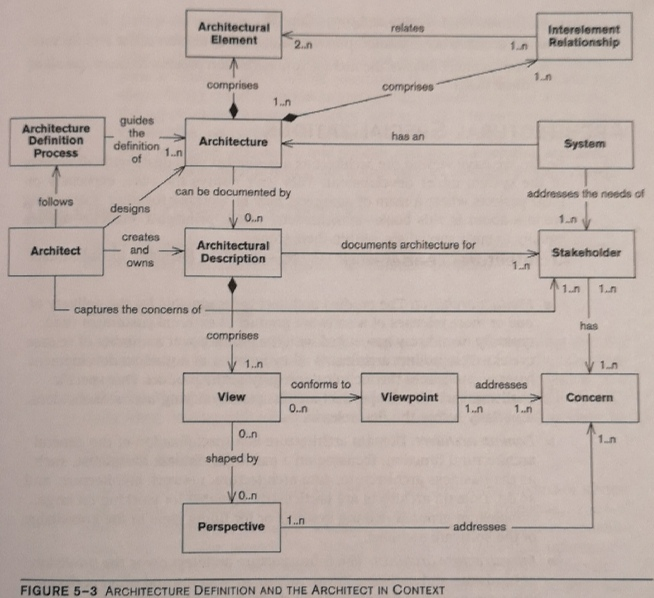 Architectural
Element
relates
2..n
1..n
Interelement
Relationship
1..n
comprises
comprises
1..n
Architecture
Definition
Process
guides
the
definition
of
1..n
Architecture
has an
System
follows
designs
can be documented by
0..n
addresses the needs of
1..n
Architect
creates
and
owns
Architectural
Description
documents architecture for
1..n
Stakeholder
1..n
1..n
captures the concerns of
comprises
1..n
has
1..n
View
conforms to
0..n
Viewpoint
addresses
1..n
1..n
Concern
1..n
0..n
shaped by
0..n
Perspective
1..n
addresses
FIGURE 5–3 ARCHITECTURE DEFINITION AND THE ARCHITECT IN CONTEXT